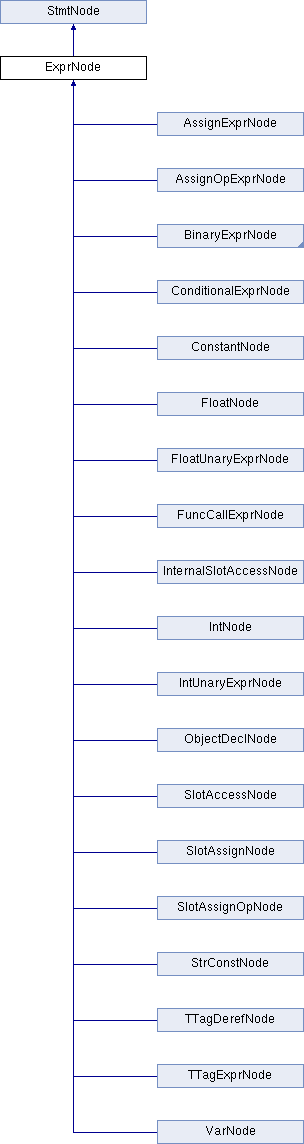 StmtNode
ExprNode
AssignExprNode
AssignOpExprNode
BinaryExprNode
ConditionalExprNode
ConstantNode
FloatNode
FloatUnaryExprNode
FuncCallExprNode
InternalSlotAccessNode
IntNode
IntUnaryExprNode
ObjectDeclNode
SlotAccessNode
SlotAssignNode
SlotAssignOpNode
StrConstNode
TTagDerefNode
TTagExprNode
VarNode